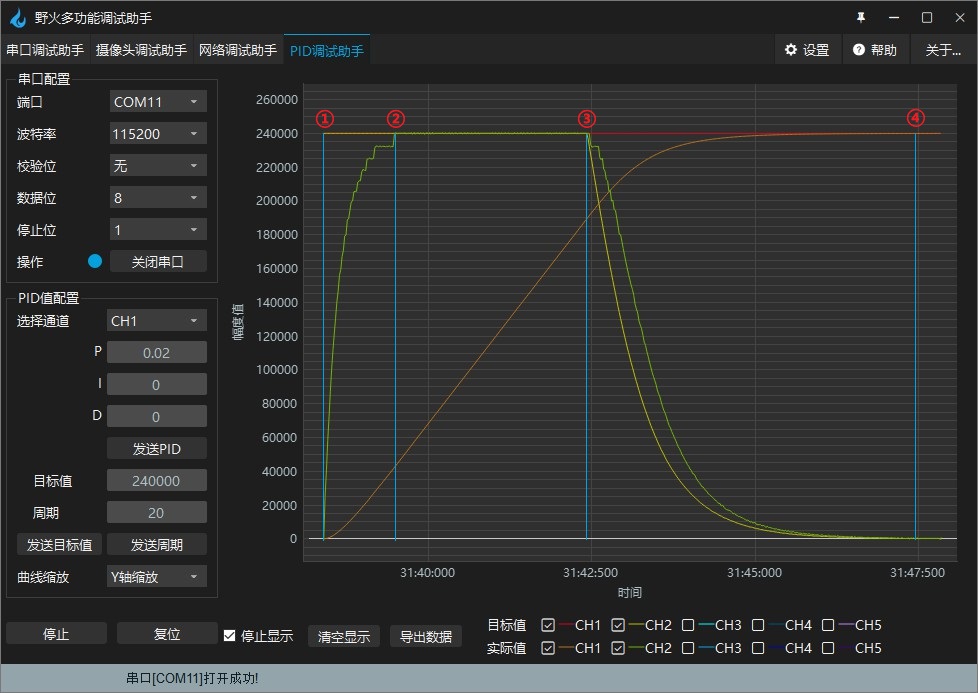 野火多功能调试助手
串口调试助手 摄像头调试助手 网络调试助手 PID调试助手 设置 帮助 关于...
串口配置
端口 COM11
波特率 115200
校验位 无
数据位 8
停止位 1
操作 关闭串口
PID值配置
选择通道 CH1
P 0.02
I 0
D 0
发送PID
目标值 240000
周期 20
发送目标值 发送周期
曲线缩放 Y轴缩放
停止 复位 停止显示 清空显示 导出数据
幅度值
260000
240000
220000
200000
180000
160000
140000
120000
100000
80000
60000
40000
20000
0
① ② ③ ④
31:40:000 31:42:500 31:45:000 31:47:500
时间
目标值 CH1 CH2 CH3 CH4 CH5
实际值 CH1 CH2 CH3 CH4 CH5
串口[COM11]打开成功!